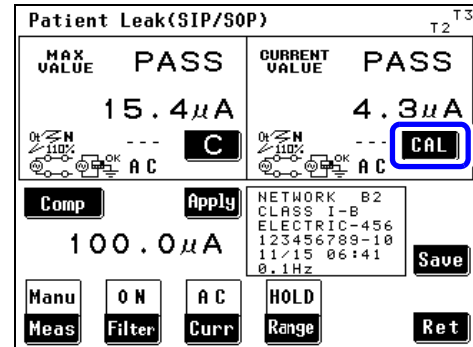 Patient Leak(SIP/SOP)
T2 T3
MAX VALUE PASS
15.4μA
N
110%
OK
--- AC
C
CURRENT VALUE PASS
4.3μA
N
110%
OK
--- AC
CAL
Comp Apply
100.0μA
NETWORK B2
CLASS I-B
ELECTRIC-456
123456789-10
11/15 06:41
0.1Hz
Save
Manu ON AC HOLD
Meas Filter Curr Range Ret